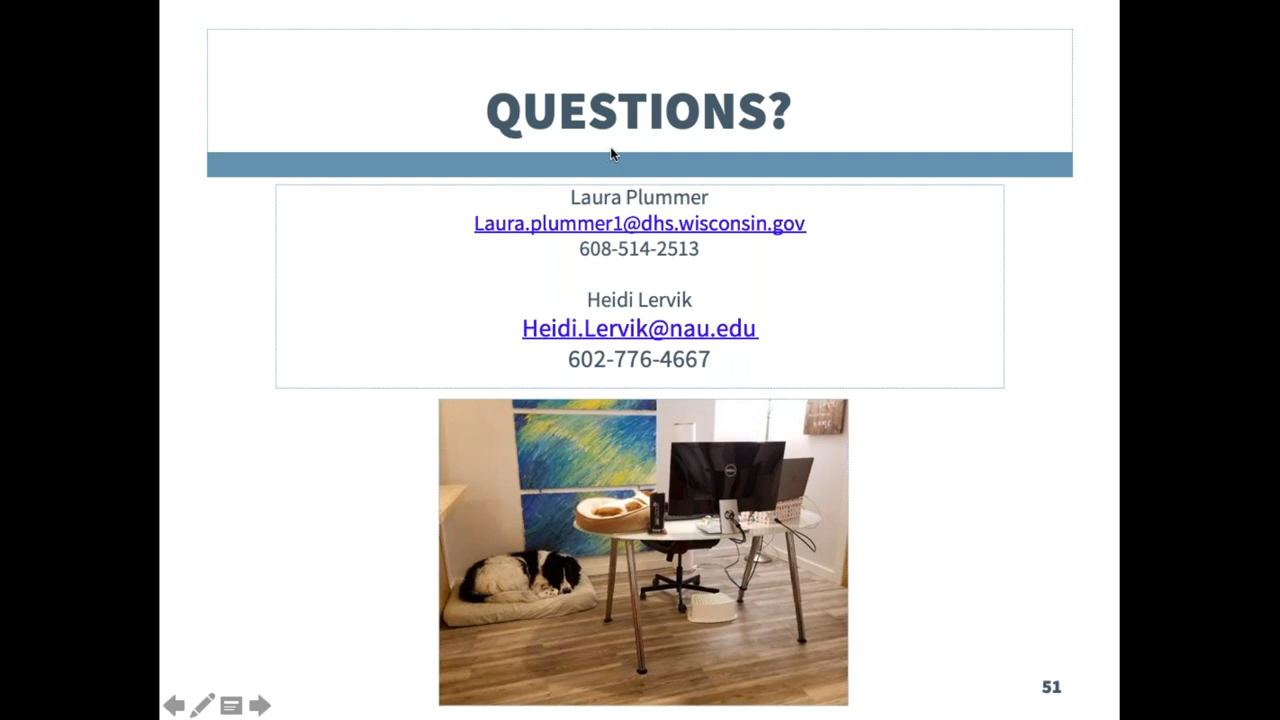 QUESTIONS?
Laura Plummer
Laura.plummer1@dhs.wisconsin.gov
608-514-2513
Heidi Lervik
Heidi.Lervik@nau.edu
602-776-4667
DELL
51